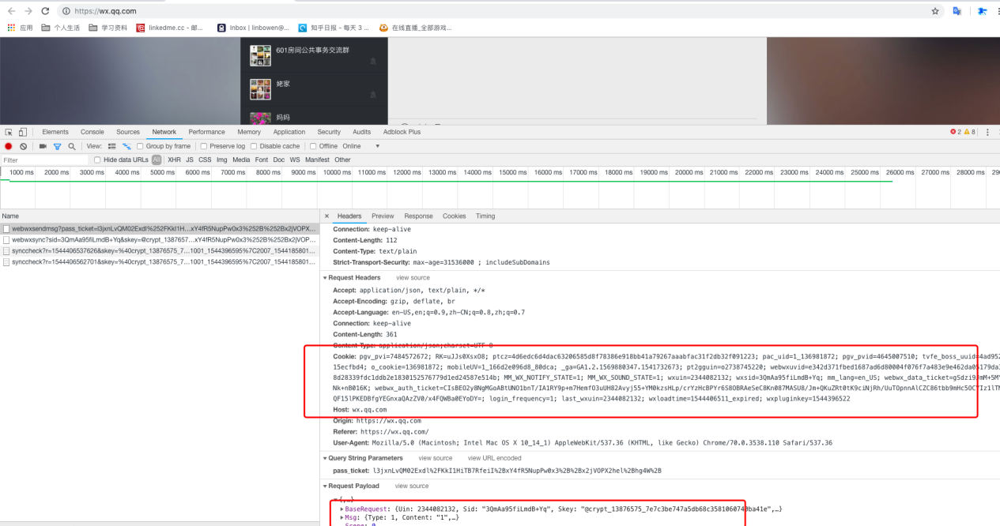 https://wx.qq.com
应用 个人生活 学习资料 linkedme.cc - 邮... Inbox | linbowen@... 知乎日报 - 每天 3 ... 在线直播_全部游戏...
601房间公共事务交流群
姥家
妈妈
Elements Console Sources Network Performance Memory Application Security Audits Adblock Plus 2 8
View: Group by frame Preserve log Disable cache Offline Online
Filter Hide data URLs All XHR JS CSS Img Media Font Doc WS Manifest Other
1000 ms 2000 ms 3000 ms 4000 ms 5000 ms 6000 ms 7000 ms 8000 ms 9000 ms 10000 ms 11000 ms 12000 ms 13000 ms 14000 ms 15000 ms 16000 ms 17000 ms 18000 ms 19000 ms 20000 ms 21000 ms 22000 ms 23000 ms 24000 ms 25000 ms 26000 ms 27000 ms 28000 ms 29
Name
webwxsendmsg?pass_ticket=l3jxnLvQM02Exdl%252FKkI1H...xY4fR5NupPw0x3%252B%252Bx2jVOPX...
webwxsync?sid=3QmAa95fiLmdB+Yq&skey=@crypt_1387657...xY4fR5NupPw0x3%252B%252Bx2jVOP...
synccheck?r=1544406537626&skey=%40crypt_13876575_7...1001_1544396595%7C2007_1544185801...
synccheck?r=1544406562701&skey=%40crypt_13876575_7...1001_1544396595%7C2007_1544185801...
× Headers Preview Response Cookies Timing
Connection: keep-alive
Content-Length: 112
Content-Type: text/plain
Strict-Transport-Security: max-age=31536000 ; includeSubDomains
Request Headers view source
Accept: application/json, text/plain, */*
Accept-Encoding: gzip, deflate, br
Accept-Language: en-US,en;q=0.9,zh-CN;q=0.8,zh;q=0.7
Connection: keep-alive
Content-Length: 361
Content-Type: application/json;charset=UTF-8
Cookie: pgv_pvi=7484572672; RK=uJJs0XsxO8; ptcz=4d6edc6d4dac63206585d8f78386e918bb41a79267aaabfac31f2db32f091223; pac_uid=1_136981872; pgv_pvid=4645007510; tvfe_boss_uuid=4ad952
15ecfbd4; o_cookie=136981872; mobileUV=1_166d2e096d8_80dca; _ga=GA1.2.1569880347.1541732673; pt2gguin=o2738745220; webwxuvid=e342d371fbed1687ad6d80004f076f7a483e9e462da05179da3
8d28339fdc1ddb2e1830152576779d1ed24587e514b; MM_WX_NOTIFY_STATE=1; MM_WX_SOUND_STATE=1; wxuin=2344082132; wxsid=3QmAa95fiLmdB+Yq; mm_lang=en_US; webwx_data_ticket=gSdzi9JmM+5MY
Nk+nB016K; webwx_auth_ticket=CIsBEO2y8NgMGoABtUNO1bnT/IA1RY9p+m7HemfO3uUH82Avyj55+YM0kzsHLp/crYzHcBPYr6S8OBRAeSeC8Kn087MASU8/Jm+QKuZRt0tK9ciNjRh/UuTOpnnAlCZC86tbb9mHc5OCYIz1lTM
QF15lPKEDBfgYEGnxaQAzZV0/x4FQWBa0EYoDY=; login_frequency=1; last_wxuin=2344082132; wxloadtime=1544406511_expired; wxpluginkey=1544396522
Host: wx.qq.com
Origin: https://wx.qq.com
Referer: https://wx.qq.com/
User-Agent: Mozilla/5.0 (Macintosh; Intel Mac OS X 10_14_1) AppleWebKit/537.36 (KHTML, like Gecko) Chrome/70.0.3538.110 Safari/537.36
Query String Parameters view source view URL encoded
pass_ticket: l3jxnLvQM02Exdl%2FKkI1HiTB7RfeiI%2BxY4fR5NupPw0x3%2B%2Bx2jVOPX2hel%2Bhg4W%2B
Request Payload view source
{,…}
BaseRequest: {Uin: 2344082132, Sid: "3QmAa95fiLmdB+Yq", Skey: "@crypt_13876575_7e7c3be747a5db68c3581060740ba41e",…}
Msg: {Type: 1, Content: "1",…}
Scene: 0